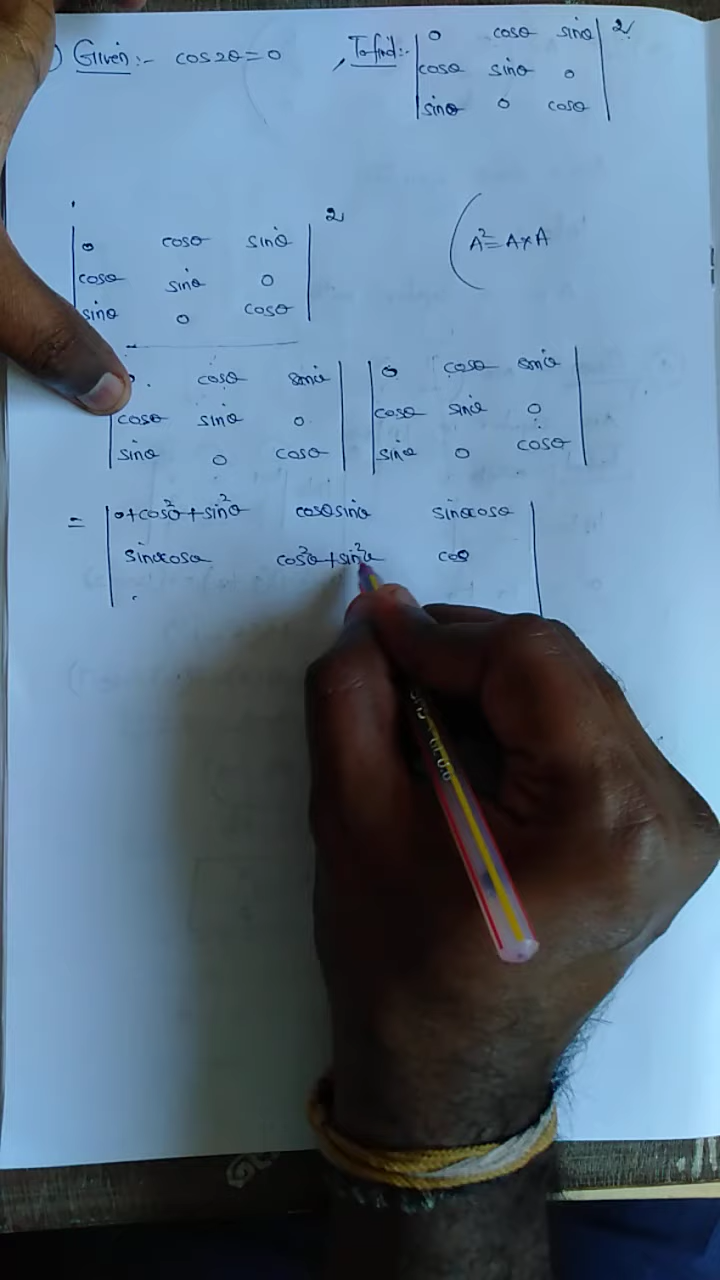 ) Given:- cos2θ=0 , To find:- | 0 cosθ sinθ |²
| cosθ sinθ 0 |
| sinθ 0 cosθ |
| 0 cosθ sinθ |² ( A²=A×A
| cosθ sinθ 0 |
| sinθ 0 cosθ |
cosθ sinθ | | 0 cosθ sinθ |
| cosθ sinθ 0 | | cosθ sinθ 0 |
| sinθ 0 cosθ | | sinθ 0 cosθ |
= | 0+cos²θ+sin²θ cosθsinθ sinθcosθ |
| sinθcosθ cos²θ+sin²θ cos |